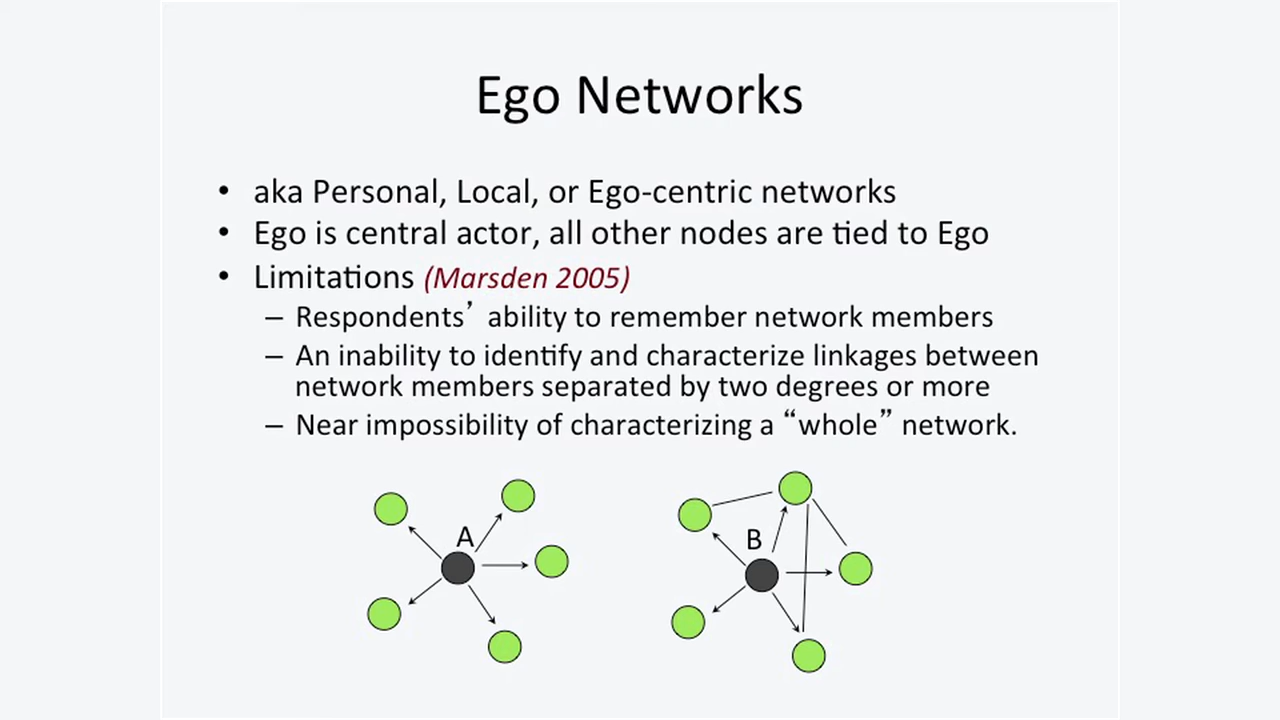 Ego Networks
• aka Personal, Local, or Ego-centric networks
• Ego is central actor, all other nodes are tied to Ego
• Limitations (Marsden 2005)
– Respondents’ ability to remember network members
– An inability to identify and characterize linkages between
network members separated by two degrees or more
– Near impossibility of characterizing a “whole” network.
A
B